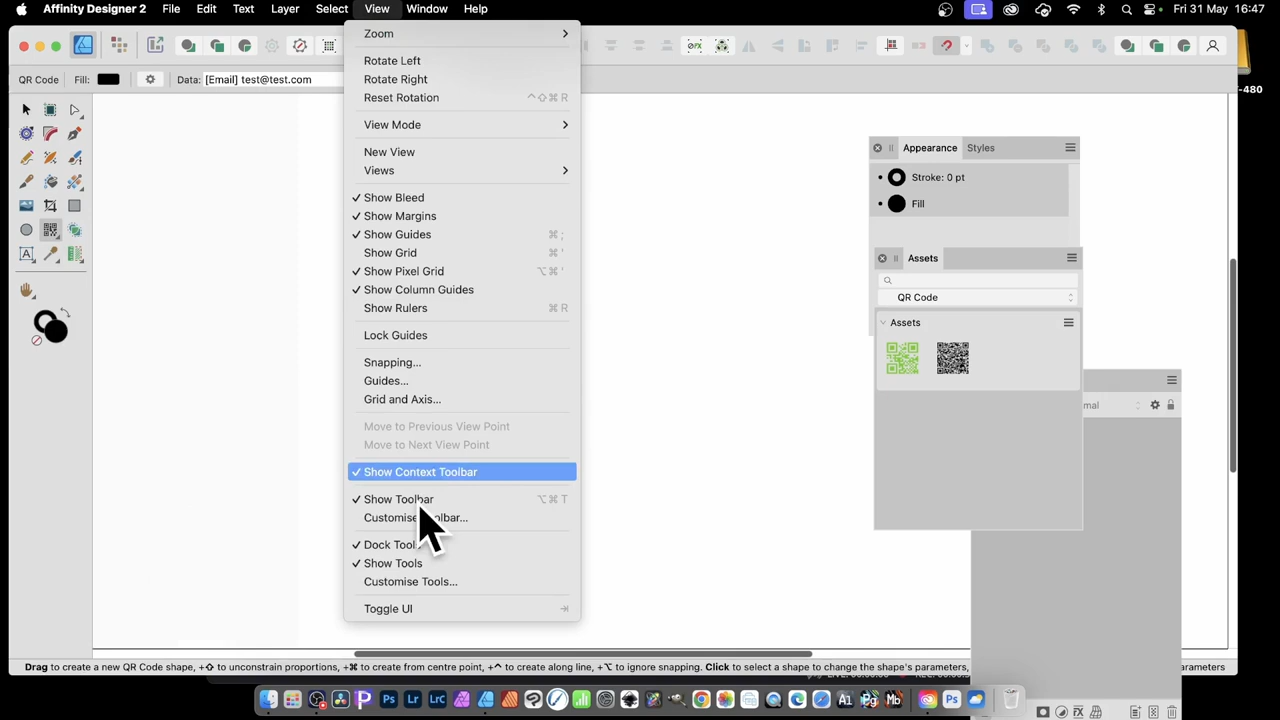 Affinity Designer 2 File Edit Text Layer Select View Window Help Fri 31 May 16:47
QR Code Fill: Data: [Email] test@test.com
-480
Zoom
Rotate Left
Rotate Right
Reset Rotation ^⇧⌘R
View Mode
New View
Views
✓ Show Bleed
✓ Show Margins
✓ Show Guides ⌘;
Show Grid ⌘'
✓ Show Pixel Grid ⌥⌘'
✓ Show Column Guides
Show Rulers ⌘R
Lock Guides
Snapping...
Guides...
Grid and Axis...
Move to Previous View Point
Move to Next View Point
✓ Show Context Toolbar
✓ Show Toolbar ⌥⌘T
Customise
✓ Dock
✓ Show Tools
Customise Tools...
Toggle UI
Appearance Styles
Stroke: 0 pt
Fill
Assets
QR Code
Assets
Drag to create a new QR Code shape, +⇧ to unconstrain proportions, +⌘ to create from centre point, +^ to create along line, +⌥ to ignore snapping. Click to select a shape to change the shape's parameters,